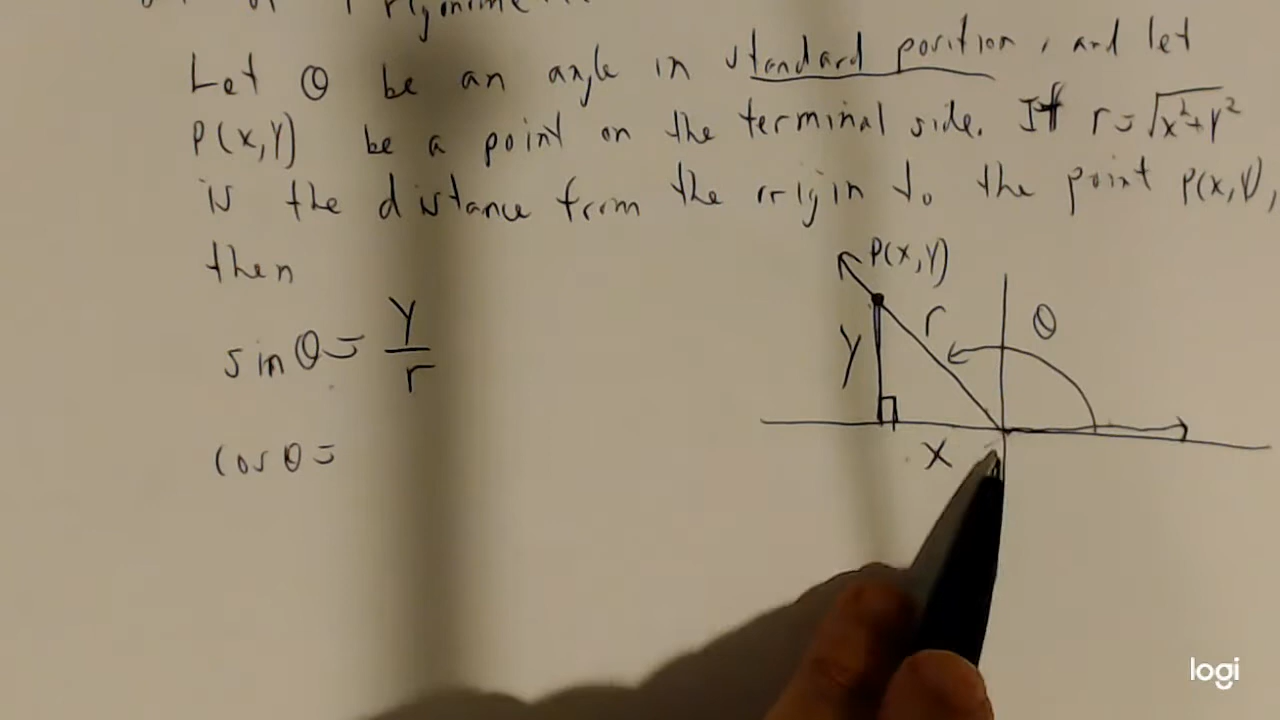 Let θ be an angle in standard position, and let
P(x,y) be a point on the terminal side. If r = √x²+y²
is the distance from the origin to the point P(x,y),
then
P(x,y)
sin θ = y/r
r
θ
y
cos θ =
x
logi